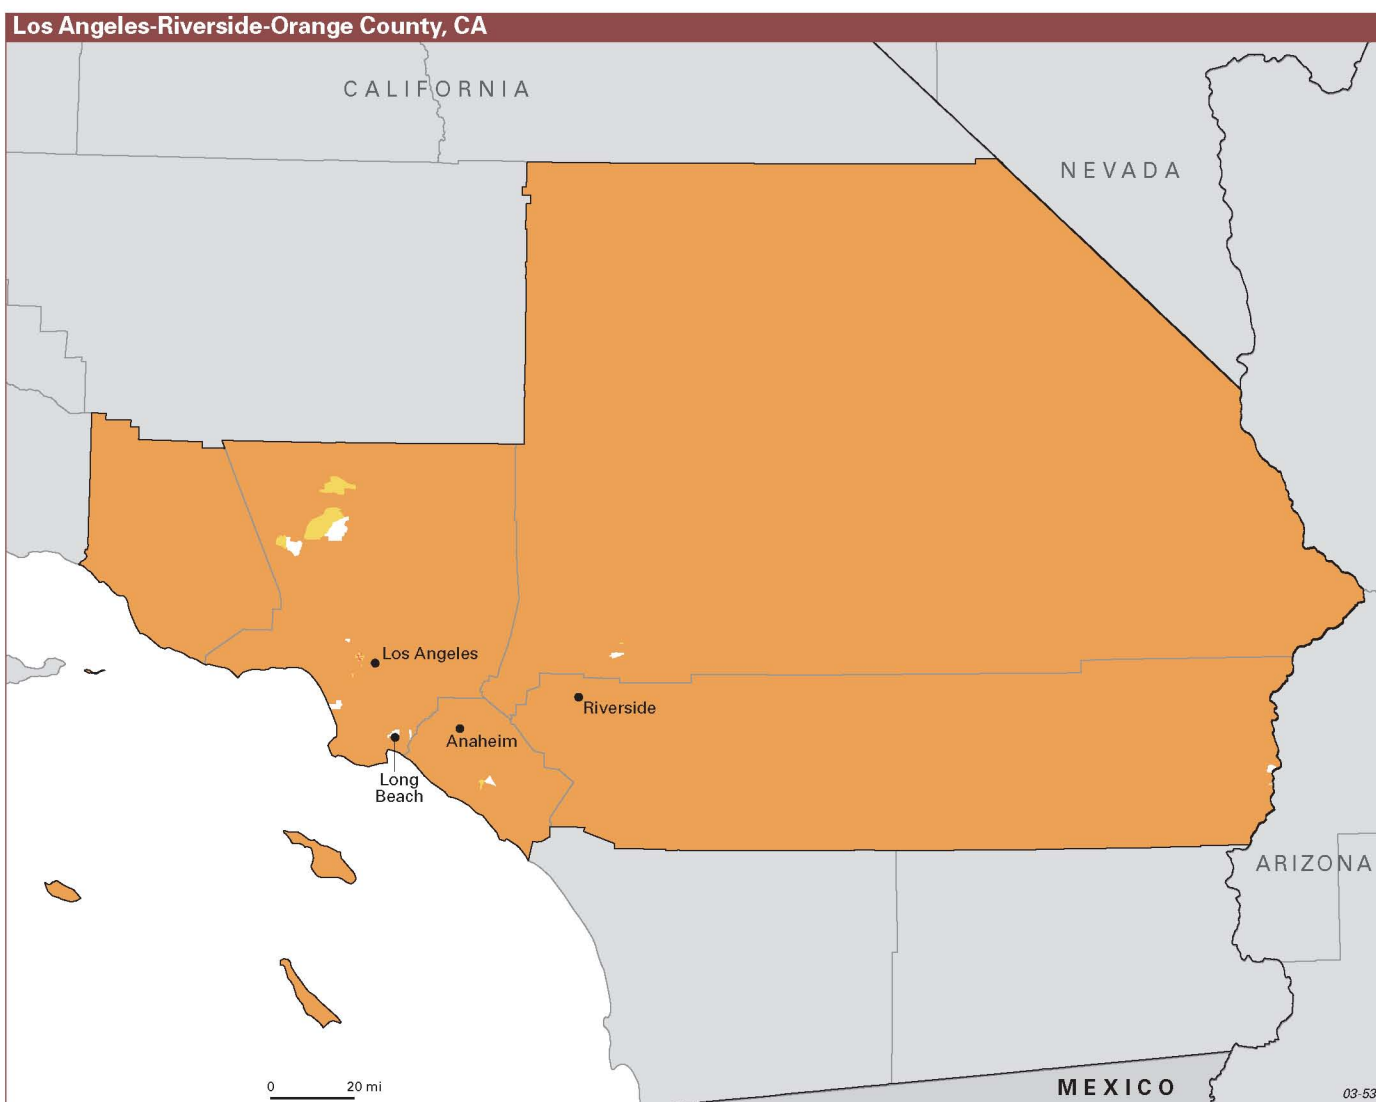 Los Angeles-Riverside-Orange County, CA
CALIFORNIA
NEVADA
Los Angeles
Riverside
Anaheim
Long
Beach
ARIZONA
0 20 mi
MEXICO
03-53